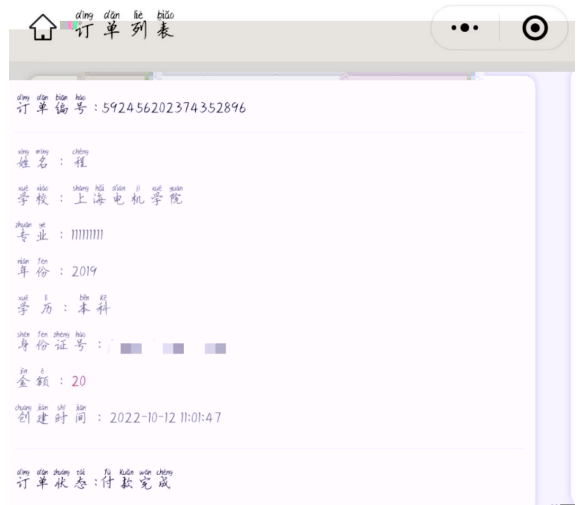 订单列表
订单编号:592456202374352896
姓名:程
学校:上海电机学院
专业:111111111
年份:2019
学历:本科
身份证号:
金额:20
创建时间:2022-10-12 11:01:47
订单状态:付款完成